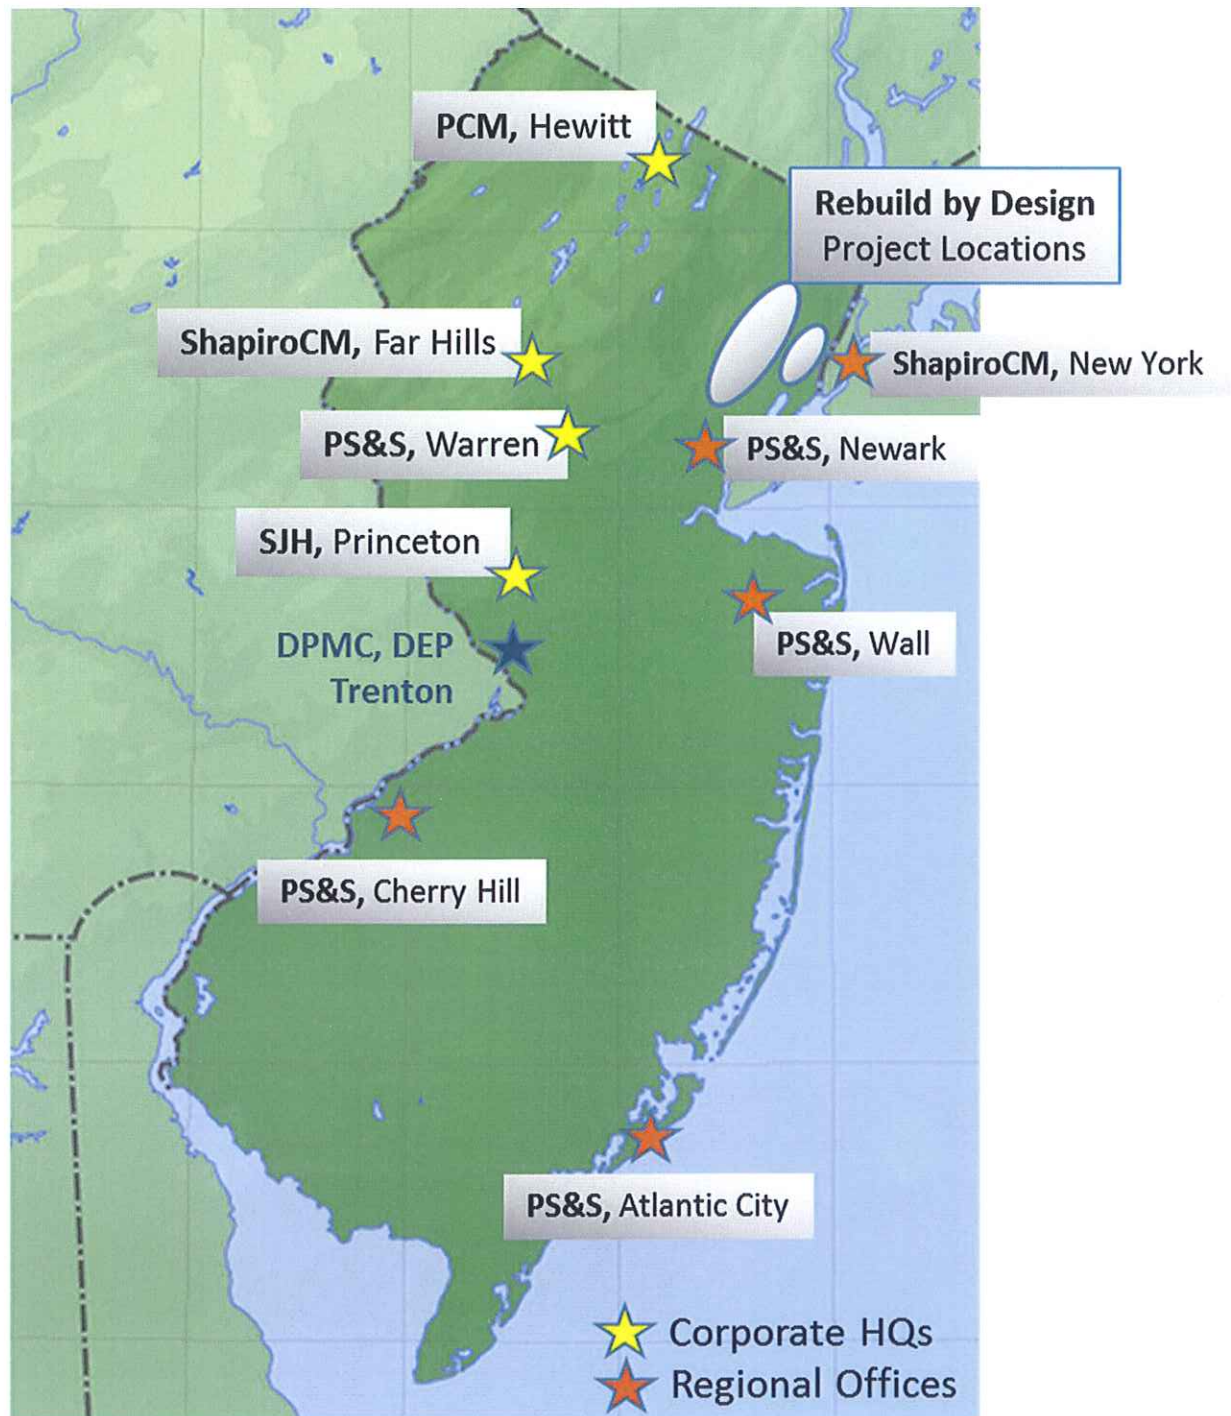 PCM, Hewitt
Rebuild by Design
Project Locations
ShapiroCM, Far Hills
ShapiroCM, New York
PS&S, Warren
PS&S, Newark
SJH, Princeton
DPMC, DEP
Trenton
PS&S, Wall
PS&S, Cherry Hill
PS&S, Atlantic City
Corporate HQs
Regional Offices